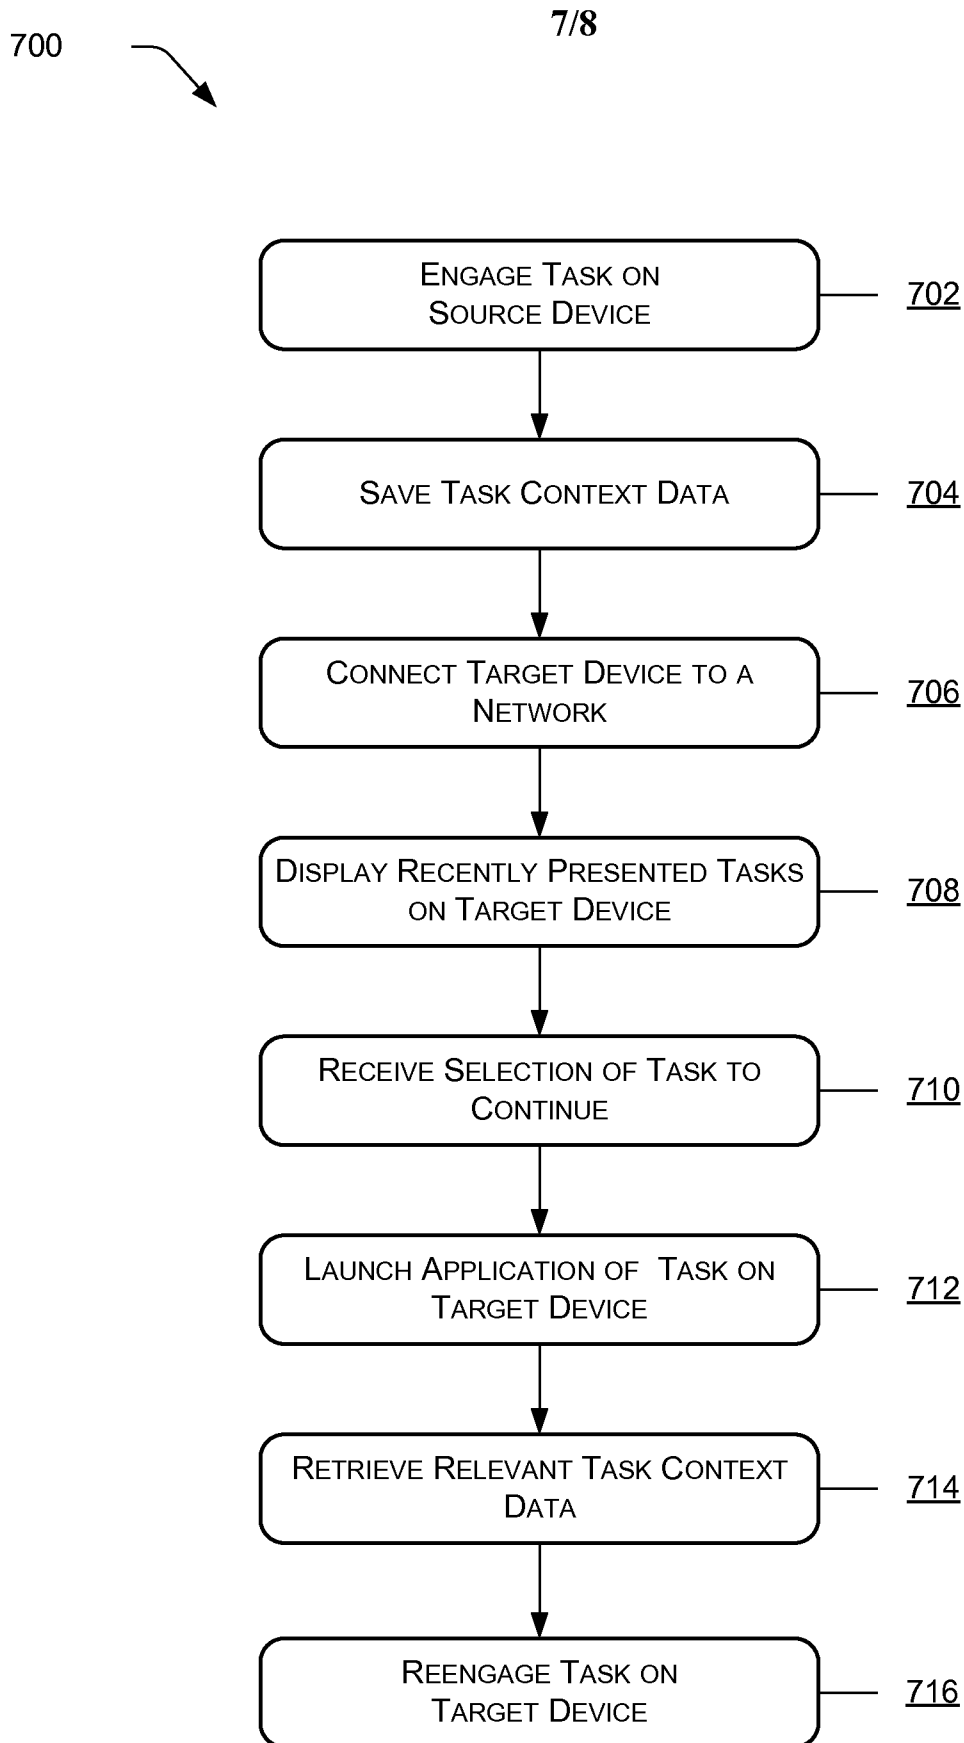 7/8
700
ENGAGE TASK ON
SOURCE DEVICE
702
SAVE TASK CONTEXT DATA
704
CONNECT TARGET DEVICE TO A
NETWORK
706
DISPLAY RECENTLY PRESENTED TASKS
ON TARGET DEVICE
708
RECEIVE SELECTION OF TASK TO
CONTINUE
710
LAUNCH APPLICATION OF TASK ON
TARGET DEVICE
712
RETRIEVE RELEVANT TASK CONTEXT
DATA
714
REENGAGE TASK ON
TARGET DEVICE
716